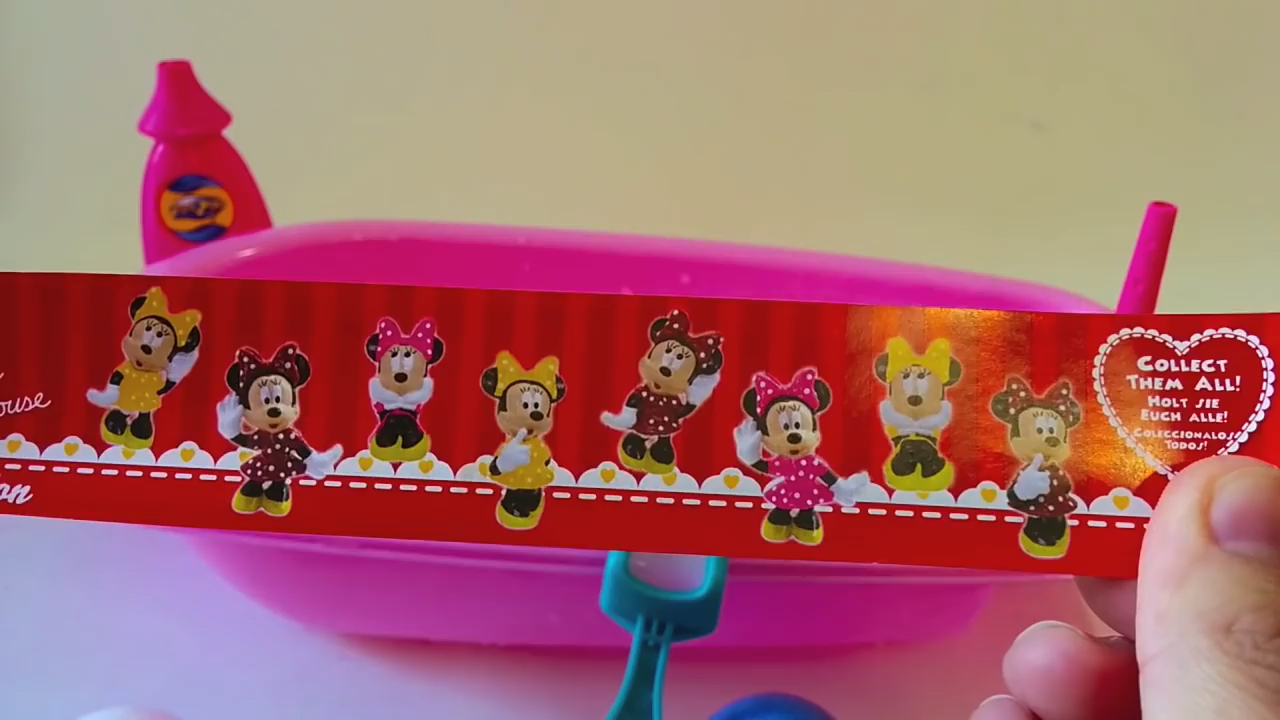 COLLECT
THEM ALL!
HOLT SIE
EUCH ALLE!
COLECCIONALOS
TODOS!